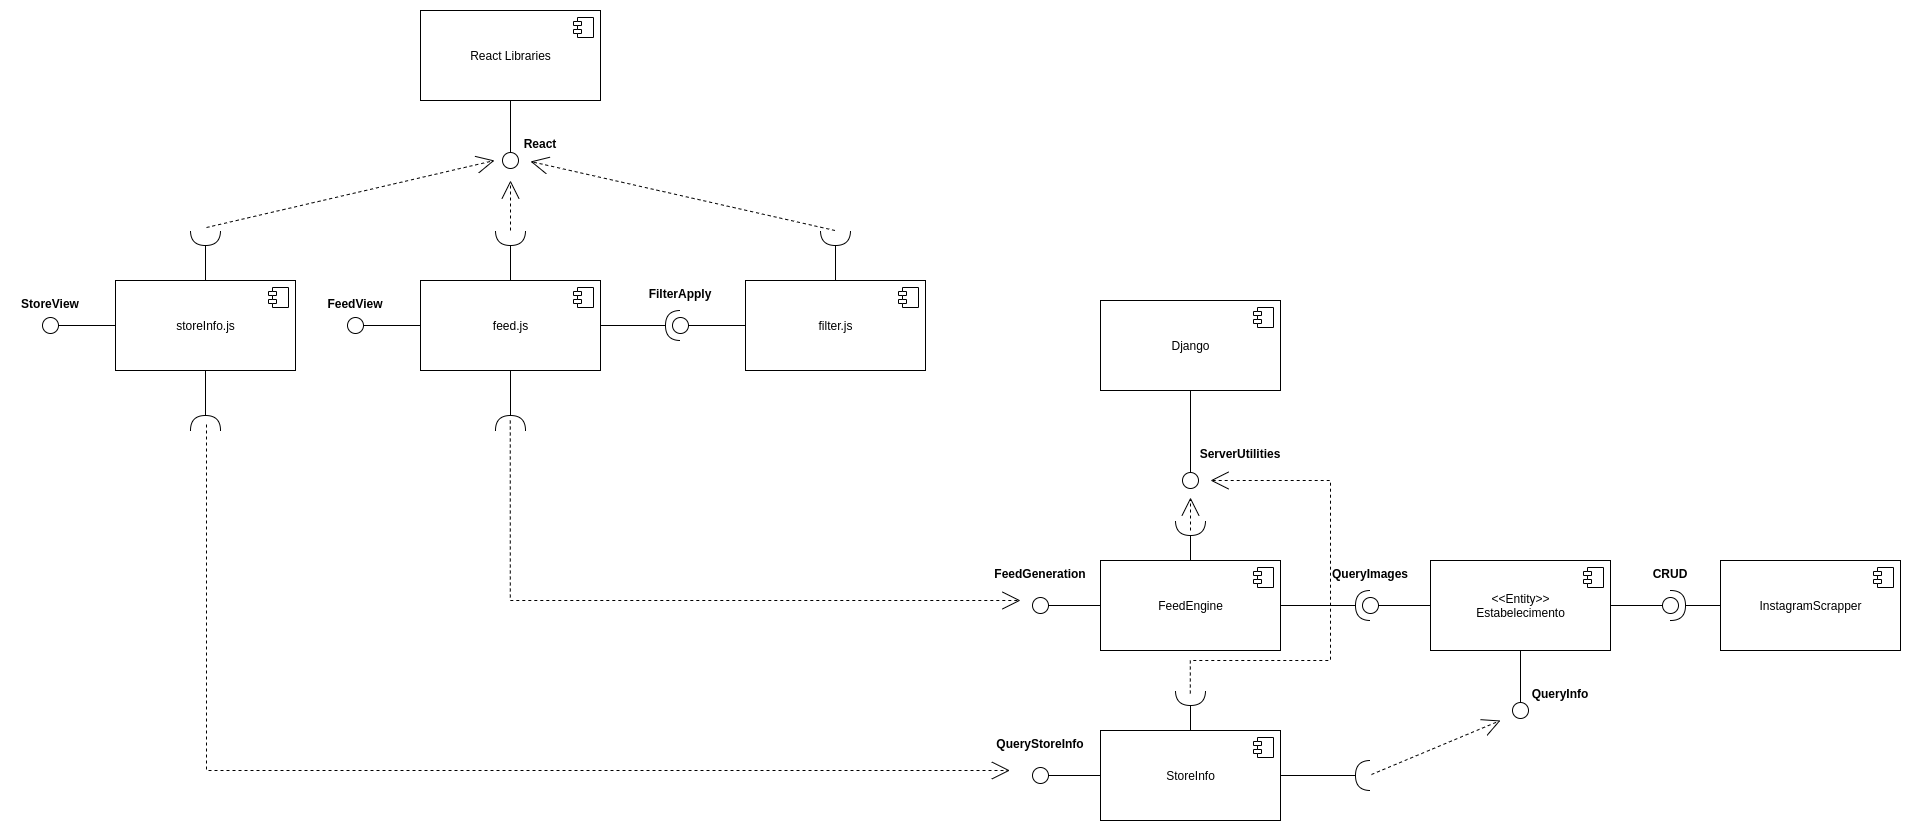 React Libraries
React
StoreView
storeInfo.js
FeedView
feed.js
FilterApply
filter.js
Django
ServerUtilities
FeedGeneration
FeedEngine
QueryImages
<<Entity>>
Estabelecimento
CRUD
InstagramScrapper
QueryInfo
QueryStoreInfo
StoreInfo